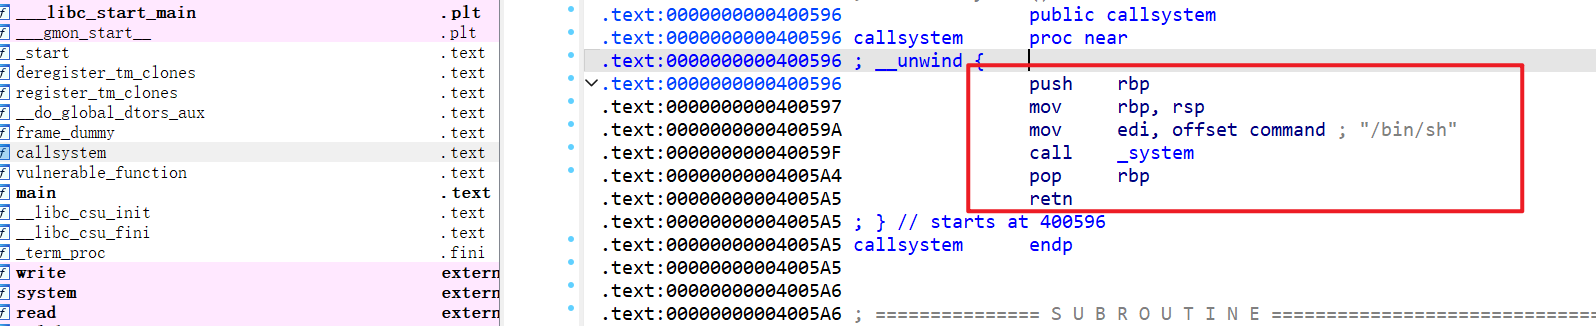 f ___libc_start_main .plt
f ___gmon_start__ .plt
f _start .text
f deregister_tm_clones .text
f register_tm_clones .text
f __do_global_dtors_aux .text
f frame_dummy .text
f callsystem .text
f vulnerable_function .text
f main .text
f __libc_csu_init .text
f __libc_csu_fini .text
f _term_proc .fini
f write extern
f system extern
f read extern
.text:0000000000400596 public callsystem
.text:0000000000400596 callsystem proc near
.text:0000000000400596 ; __unwind {
.text:0000000000400596 push rbp
.text:0000000000400597 mov rbp, rsp
.text:000000000040059A mov edi, offset command ; "/bin/sh"
.text:000000000040059F call _system
.text:00000000004005A4 pop rbp
.text:00000000004005A5 retn
.text:00000000004005A5 ; } // starts at 400596
.text:00000000004005A5 callsystem endp
.text:00000000004005A5
.text:00000000004005A6
.text:00000000004005A6 ; =============== S U B R O U T I N E =============================